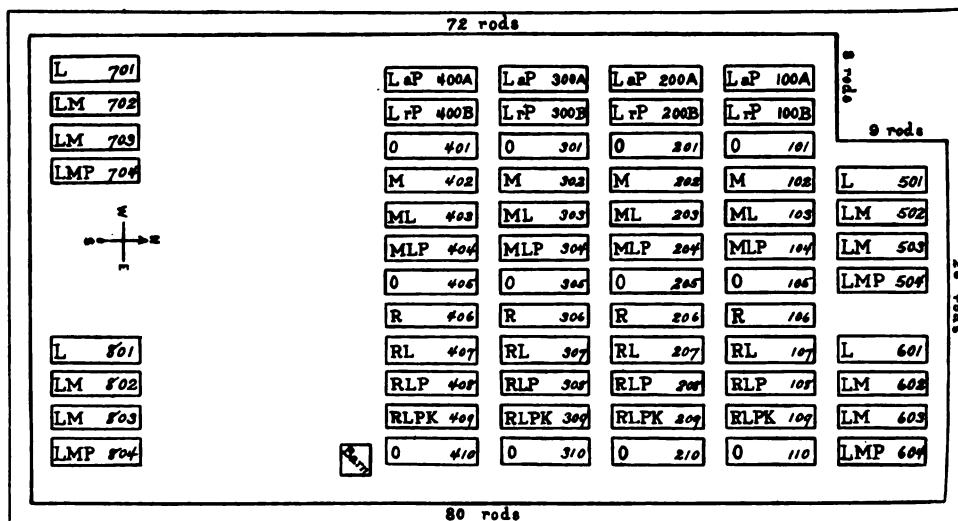 72 rods
8 rods
9 rods
L 701
LM 702
LM 703
LMP 704
W
S N
E
L 801
LM 802
LM 803
LMP 804
Barn
LaP 400A LaP 300A LaP 200A LaP 100A
LrP 400B LrP 300B LrP 200B LrP 100B
0 401 0 301 0 201 0 101
M 402 M 302 M 202 M 102
ML 403 ML 303 ML 203 ML 103
MLP 404 MLP 304 MLP 204 MLP 104
0 405 0 305 0 205 0 105
R 406 R 306 R 206 R 106
RL 407 RL 307 RL 207 RL 107
RLP 408 RLP 308 RLP 208 RLP 108
RLPK 409 RLPK 309 RLPK 209 RLPK 109
0 410 0 310 0 210 0 110
L 501
LM 502
LM 503
LMP 504
L 601
LM 602
LM 603
LMP 604
rods
80 rods